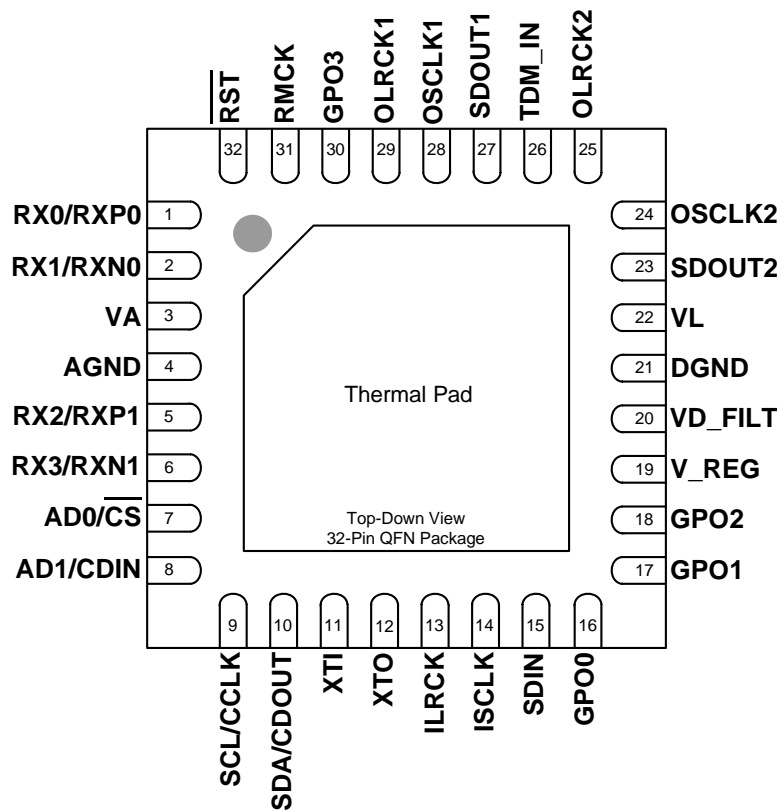 RST
RMCK
GPO3
OLRCK1
OSCLK1
SDOUT1
TDM_IN
OLRCK2
32
31
30
29
28
27
26
25
RX0/RXP0 1
RX1/RXN0 2
VA 3
AGND 4
RX2/RXP1 5
RX3/RXN1 6
AD0/CS 7
AD1/CDIN 8
24 OSCLK2
23 SDOUT2
22 VL
21 DGND
20 VD_FILT
19 V_REG
18 GPO2
17 GPO1
Thermal Pad
Top-Down View
32-Pin QFN Package
9
10
11
12
13
14
15
16
SCL/CCLK
SDA/CDOUT
XTI
XTO
ILRCK
ISCLK
SDIN
GPO0